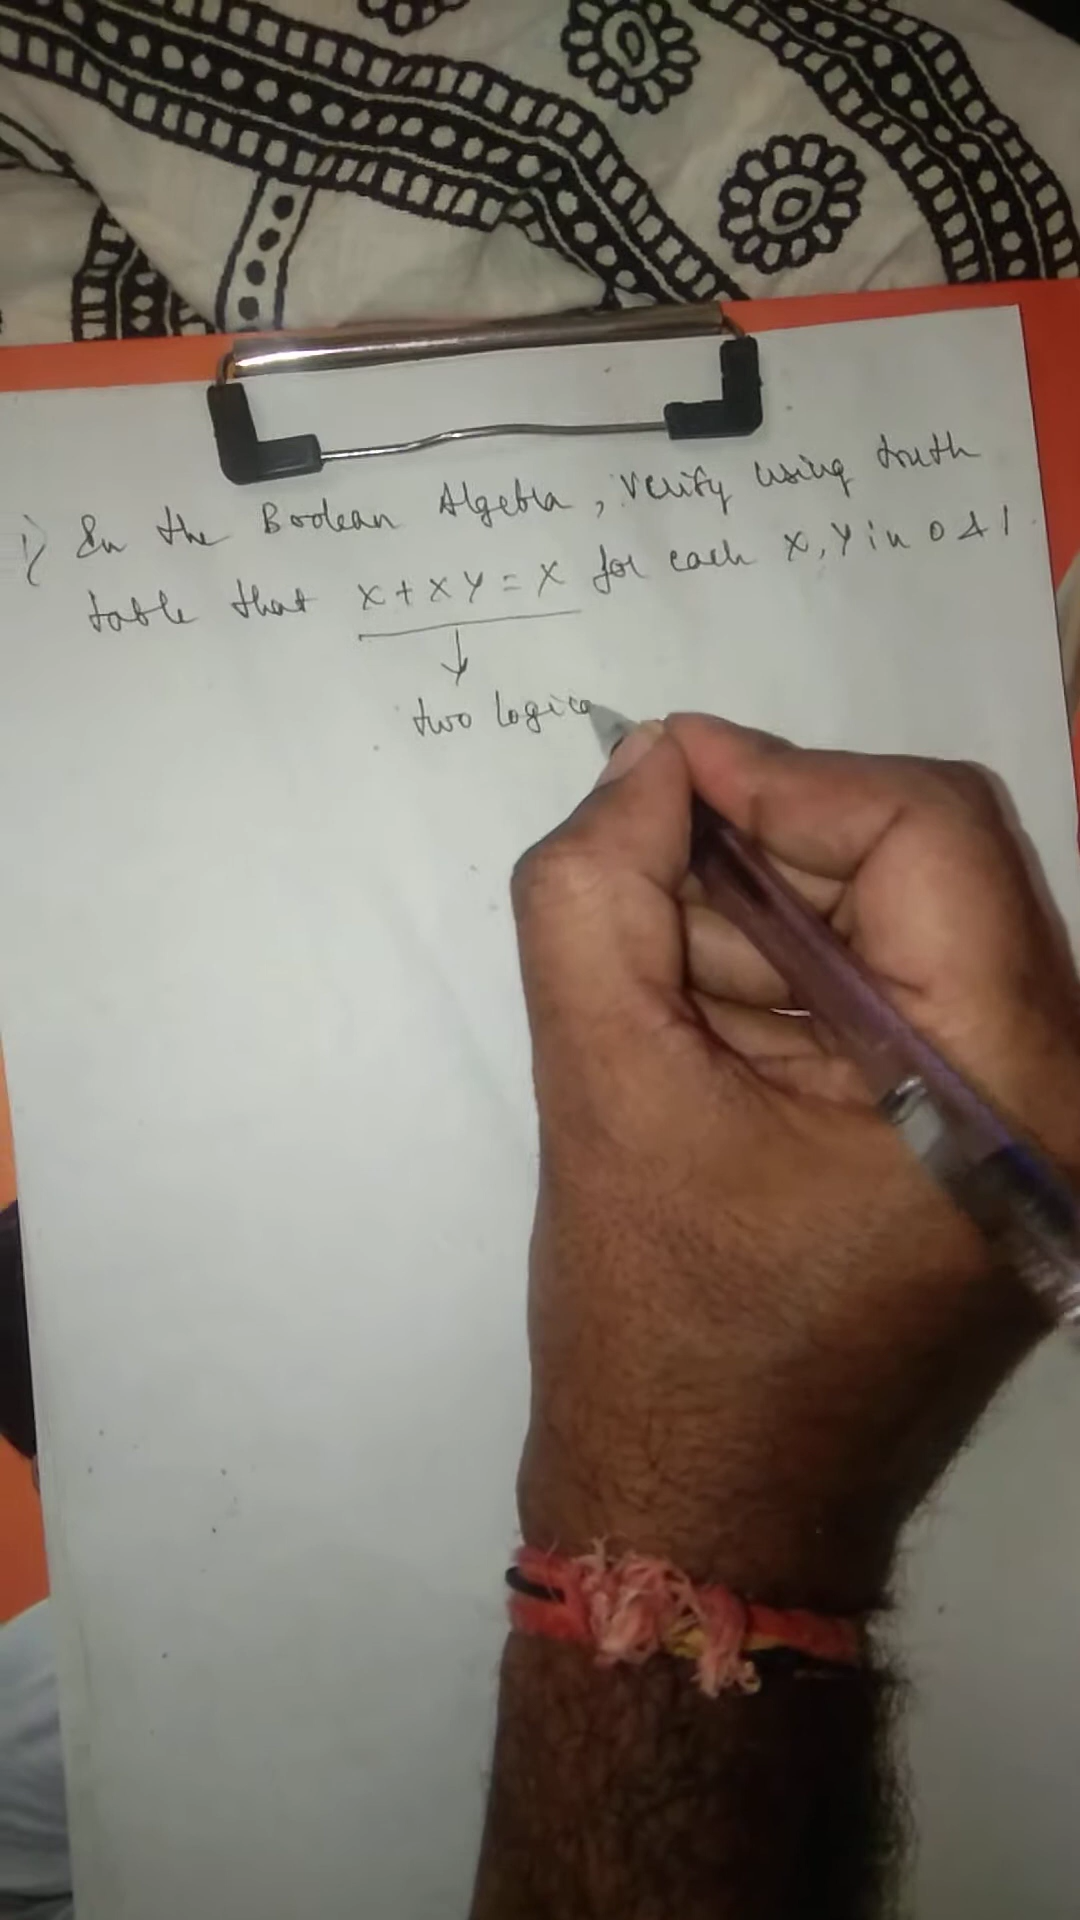 1) In the Boolean Algebra, Verify using truth
table that X + X Y = X for each X, Y in 0 & 1
↓
two logica